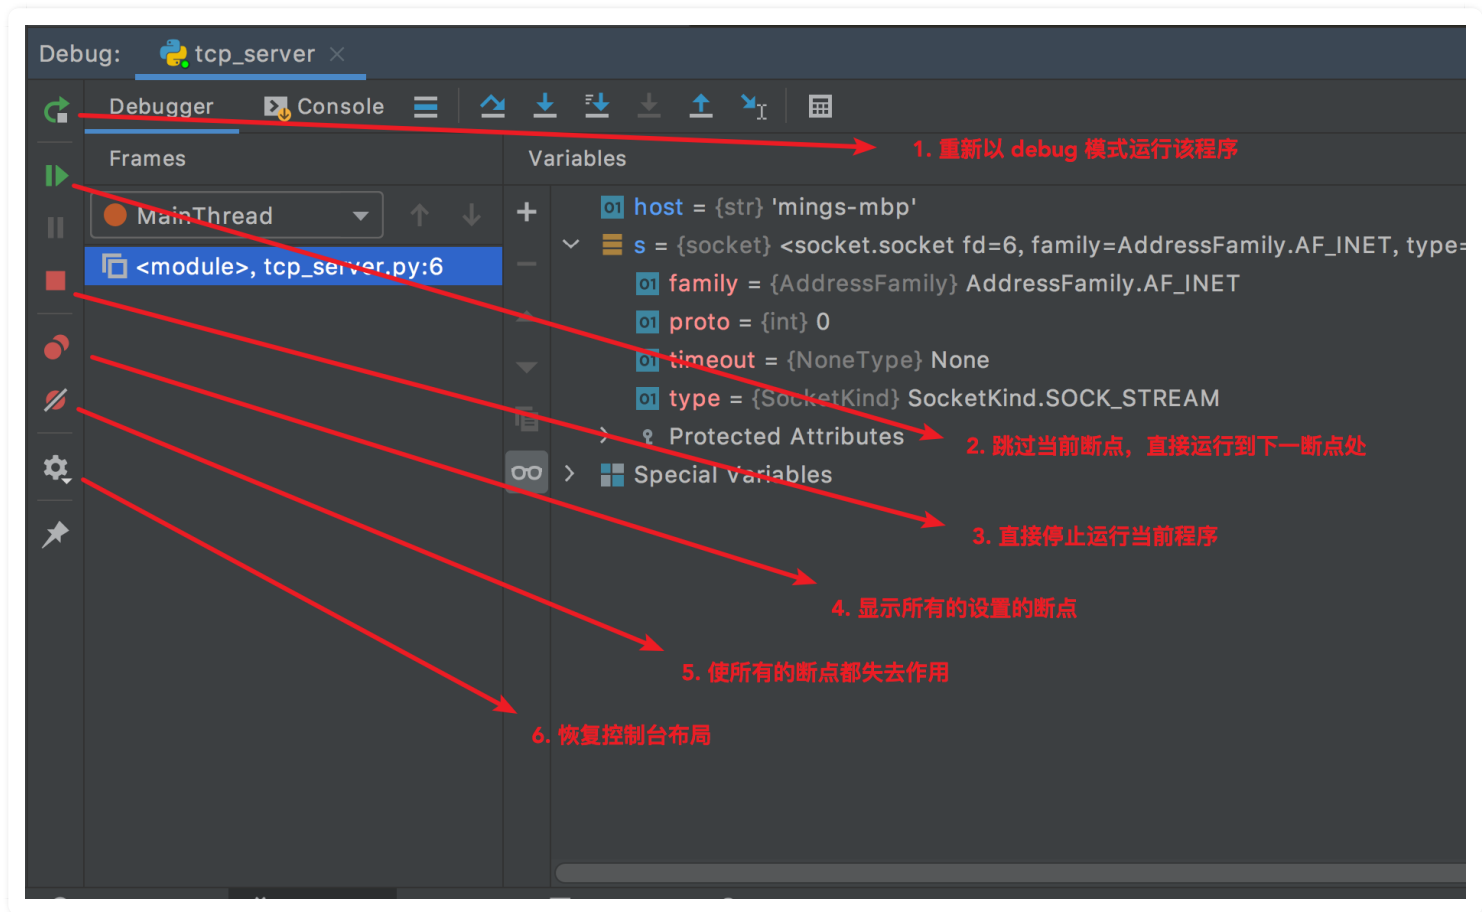 Debug: tcp_server
Debugger Console
1. 重新以 debug 模式运行该程序
Frames
Variables
MainThread
<module>, tcp_server.py:6
host = {str} 'mings-mbp'
s = {socket} <socket.socket fd=6, family=AddressFamily.AF_INET, type=
family = {AddressFamily} AddressFamily.AF_INET
proto = {int} 0
timeout = {NoneType} None
type = {SocketKind} SocketKind.SOCK_STREAM
Protected Attributes
2. 跳过当前断点，直接运行到下一断点处
Special Variables
3. 直接停止运行当前程序
4. 显示所有的设置的断点
5. 使所有的断点都失去作用
6. 恢复控制台布局